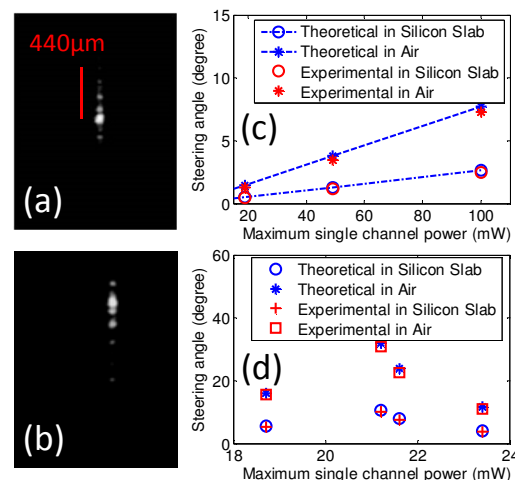 440µm
(a)
(b)
Steering angle (degree)
15
10
5
0
Theoretical in Silicon Slab
Theoretical in Air
Experimental in Silicon Slab
Experimental in Air
(c)
20 40 60 80 100
Maximum single channel power (mW)
Steering angle (degree)
60
40
20
0
Theoretical in Silicon Slab
Theoretical in Air
Experimental in Silicon Slab
Experimental in Air
(d)
18 20 22 24
Maximum single channel power (mW)